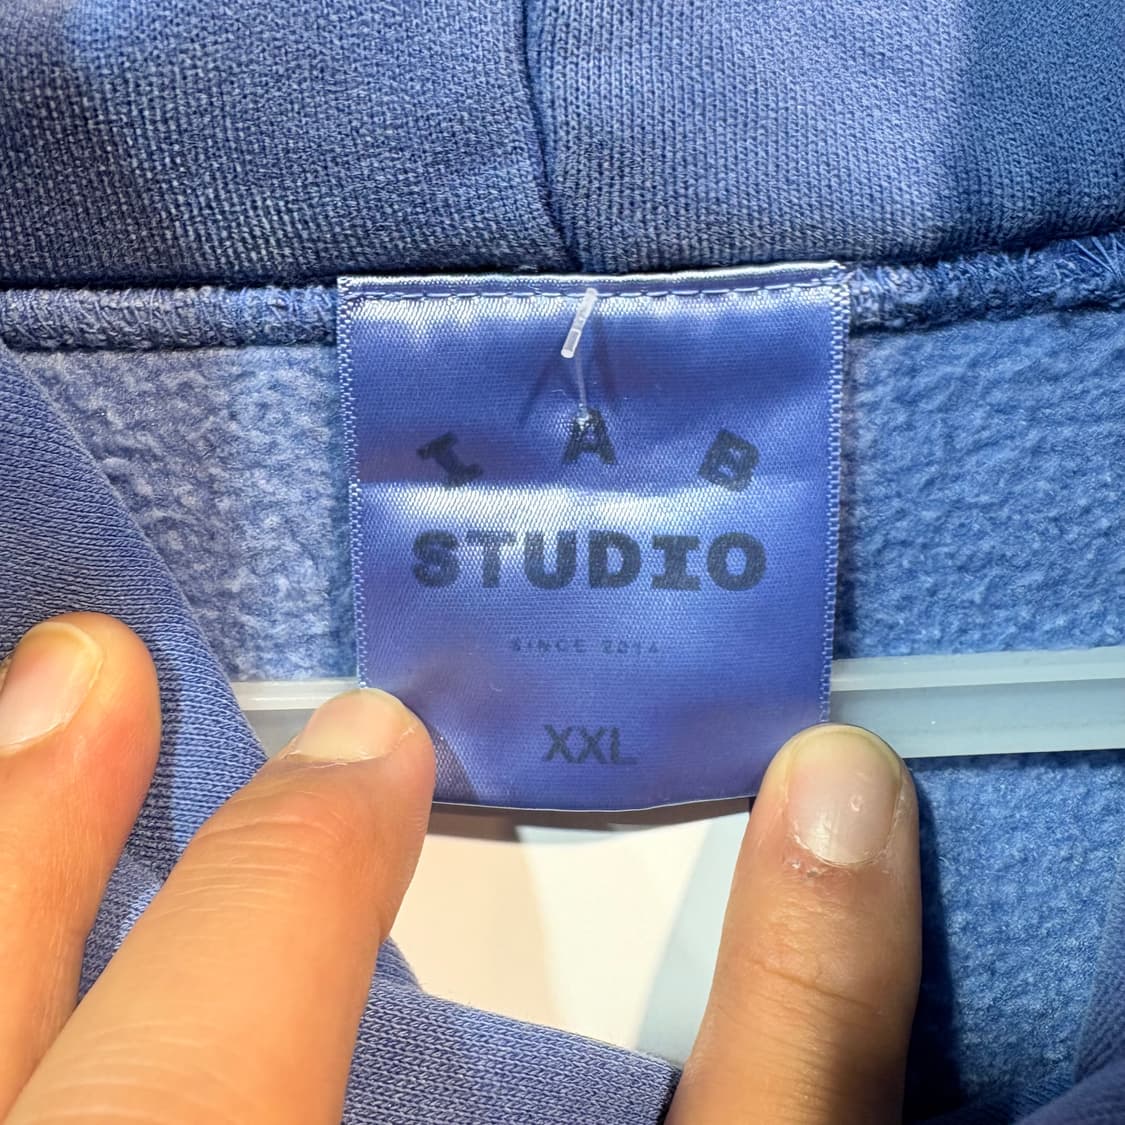 I A B
STUDIO
SINCE 2014
XXL